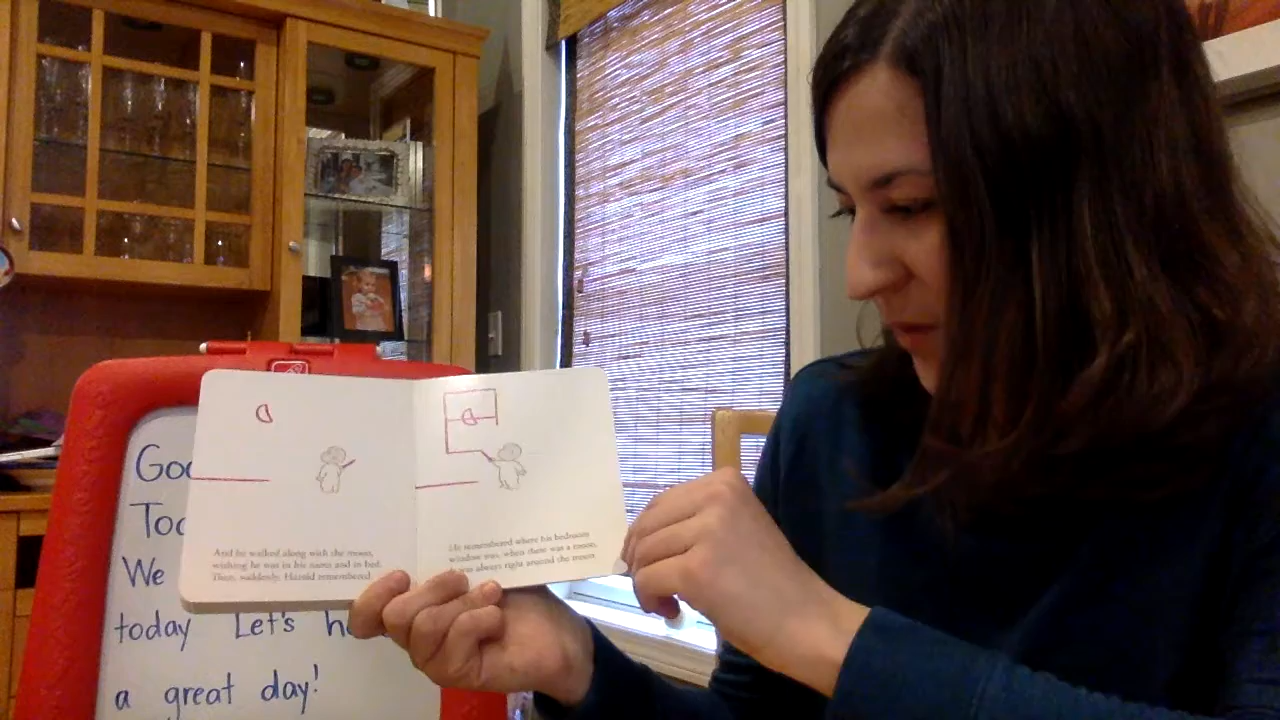 Goo
Too
We
today Let's h
a great day!
And he walked along with the moon,
wishing he was in his room and in bed.
Then, suddenly, Harold remembered.
He remembered where his bedroom
window was, when there was a moon.
It was always right around the moon.